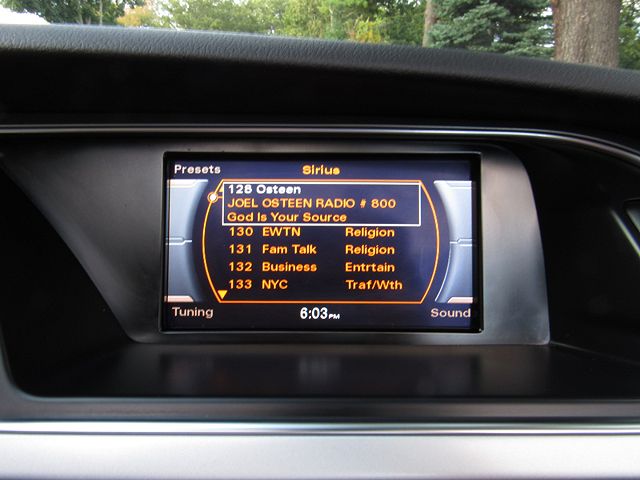 Presets Sirius
128 Osteen
JOEL OSTEEN RADIO # 800
God Is Your Source
130 EWTN Religion
131 Fam Talk Religion
132 Business Entrtain
133 NYC Traf/Wth
Tuning 6:03PM Sound